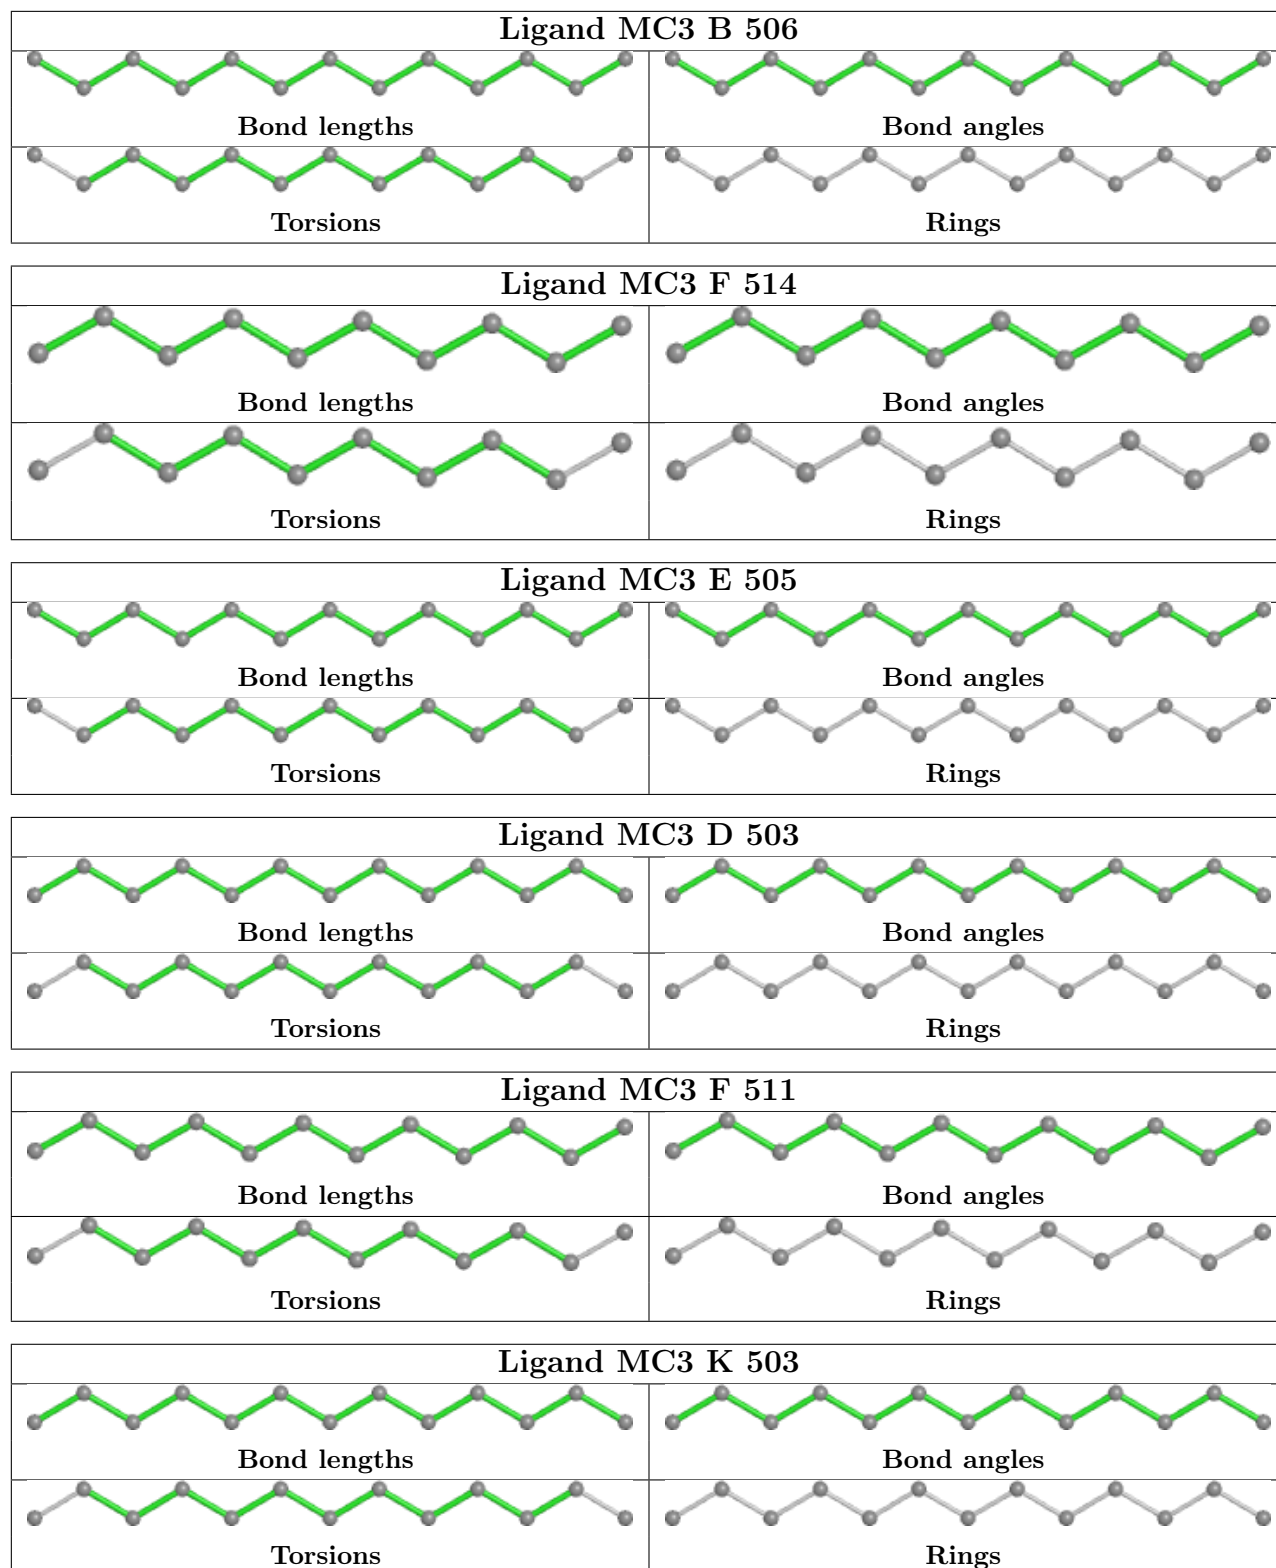 Ligand MC3 B 506
Bond lengths
Bond angles
Torsions
Rings
Ligand MC3 F 514
Bond lengths
Bond angles
Torsions
Rings
Ligand MC3 E 505
Bond lengths
Bond angles
Torsions
Rings
Ligand MC3 D 503
Bond lengths
Bond angles
Torsions
Rings
Ligand MC3 F 511
Bond lengths
Bond angles
Torsions
Rings
Ligand MC3 K 503
Bond lengths
Bond angles
Torsions
Rings